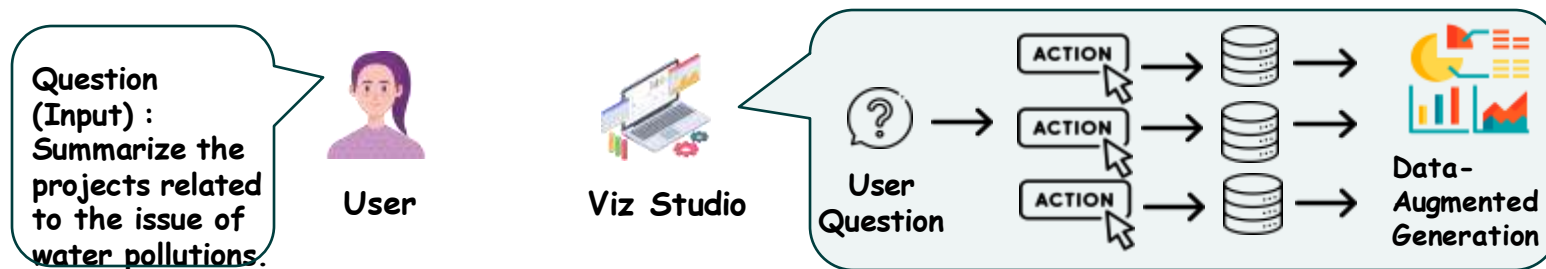 Question
(Input) :
Summarize the
projects related
to the issue of
water pollutions.
User
Viz Studio
User
Question
ACTION
ACTION
ACTION
Data-
Augmented
Generation